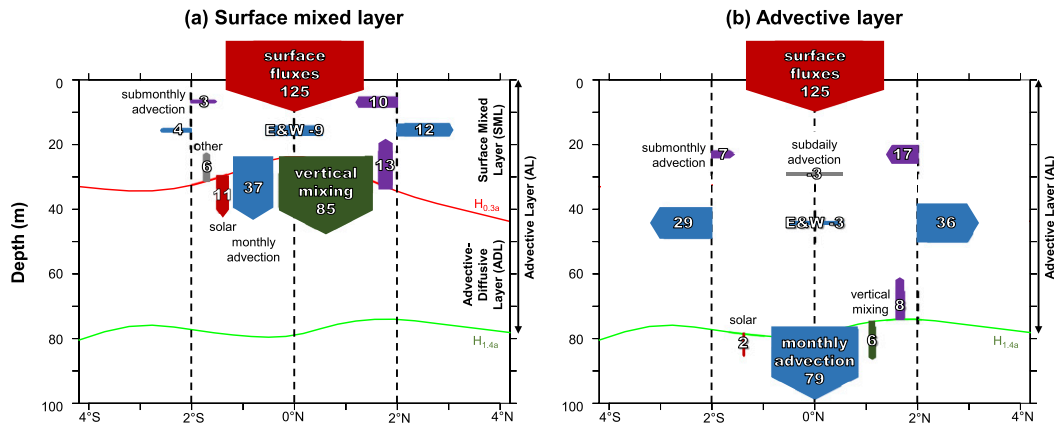 (a) Surface mixed layer
surface
fluxes
125
0
20
40
60
80
100
Depth (m)
submonthly
advection
3
10
4
E&W -9
12
other
6
13
11
37
vertical
mixing
85
solar
monthly
advection
H0.3a
H1.4a
Surface Mixed
Layer (SML)
Advective-
Diffusive
Layer (ADL)
Advective Layer (AL)
4°S
2°S
0°N
2°N
4°N
(b) Advective layer
surface
fluxes
125
0
20
40
60
80
100
submonthly
advection
7
subdaily
advection
-3
17
29
E&W -3
36
vertical
mixing
8
solar
2
6
monthly
advection
79
H1.4a
Advective Layer (AL)
4°S
2°S
0°N
2°N
4°N